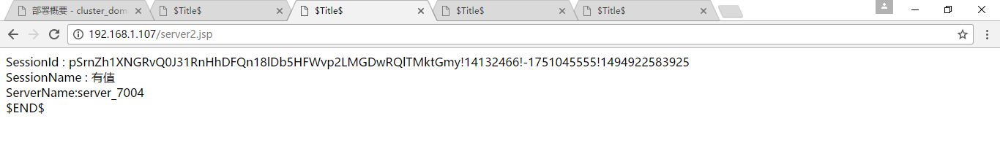 部署概要 - cluster_dom
$Title$
$Title$
$Title$
$Title$
192.168.1.107/server2.jsp
SessionId : pSrnZh1XNGRvQ0J31RnHhDFQn18lDb5HFWvp2LMGDwRQlTMktGmy!14132466!-1751045555!1494922583925
SessionName : 有值
ServerName:server_7004
$END$